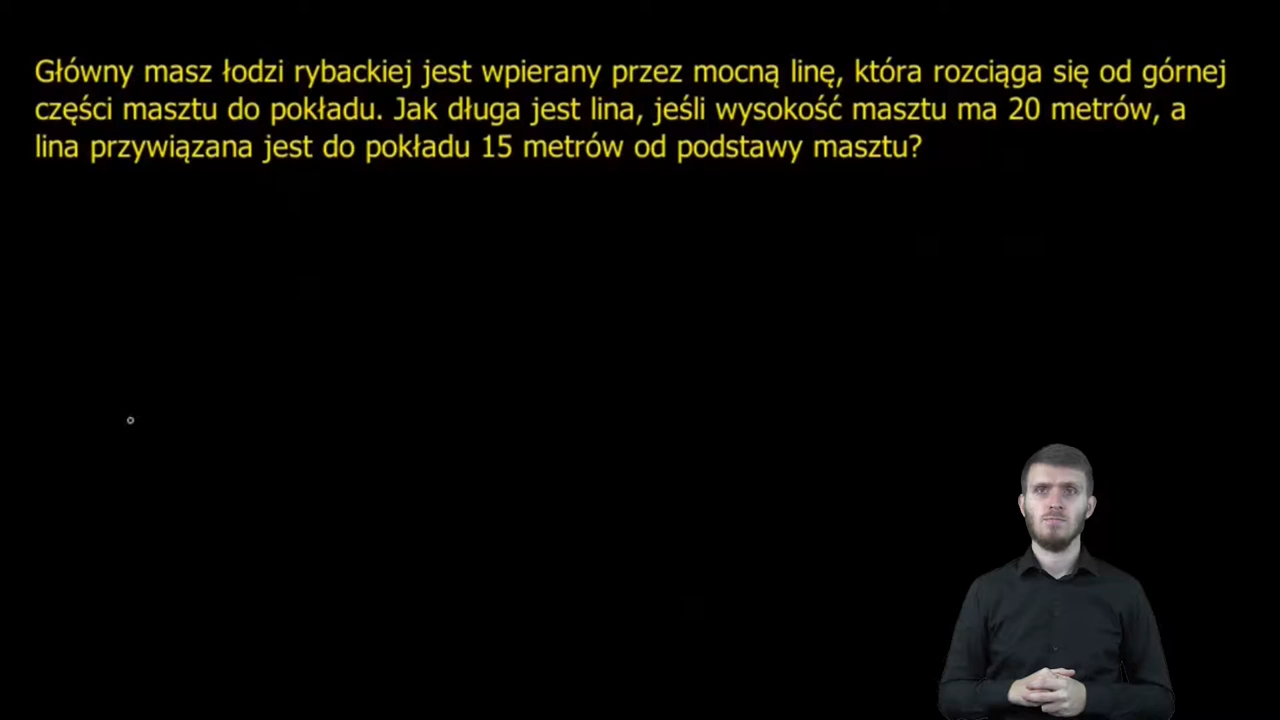 Główny masz łodzi rybackiej jest wpierany przez mocną linę, która rozciąga się od górnej
części masztu do pokładu. Jak długa jest lina, jeśli wysokość masztu ma 20 metrów, a
lina przywiązana jest do pokładu 15 metrów od podstawy masztu?